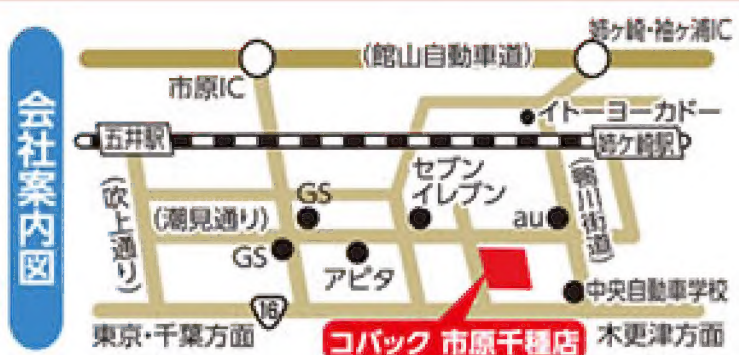 会社案内図
姉ヶ崎・袖ヶ浦IC
(館山自動車道)
市原IC
イトーヨーカドー
五井駅
姉ケ崎駅
セブン
イレブン
(吹上通り)
GS
(潮見通り)
au
(鴨川街道)
GS
アピタ
中央自動車学校
16
東京・千葉方面
コバック 市原千種店
木更津方面